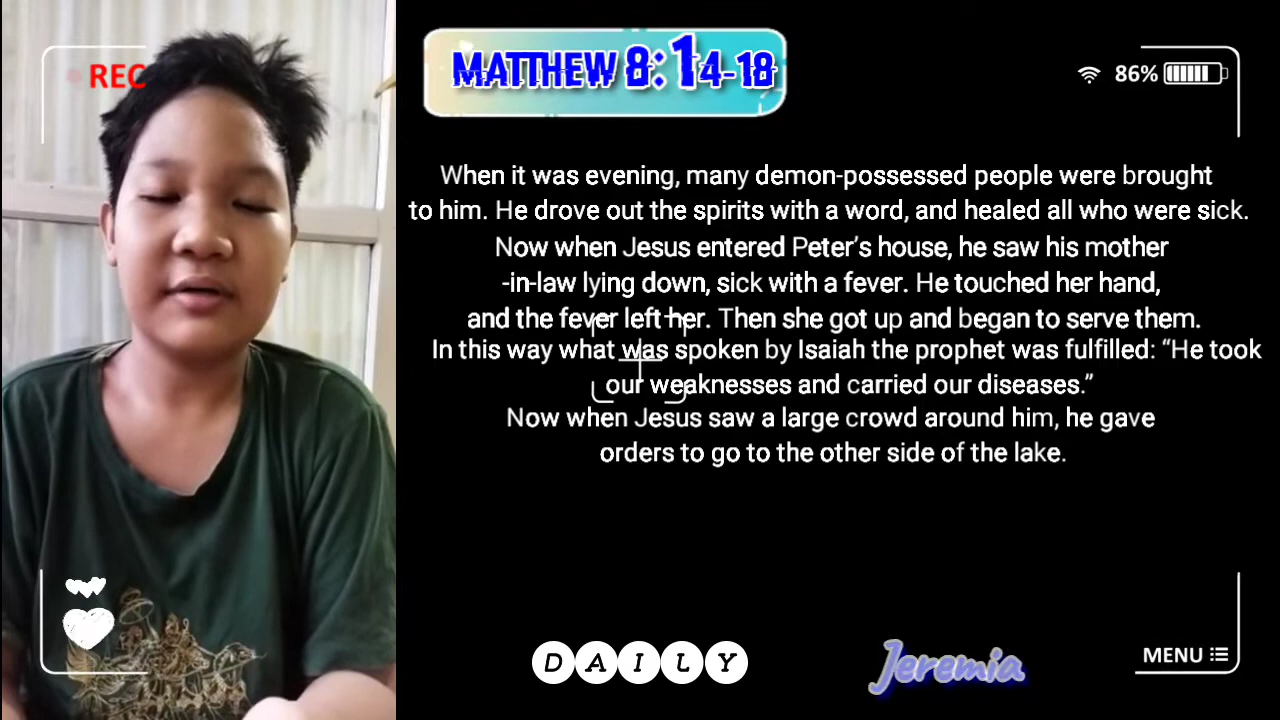 REC
MATTHEW 8:14-18
86%
When it was evening, many demon-possessed people were brought
to him. He drove out the spirits with a word, and healed all who were sick.
Now when Jesus entered Peter’s house, he saw his mother
-in-law lying down, sick with a fever. He touched her hand,
and the fever left her. Then she got up and began to serve them.
In this way what was spoken by Isaiah the prophet was fulfilled: “He took
our weaknesses and carried our diseases.”
Now when Jesus saw a large crowd around him, he gave
orders to go to the other side of the lake.
DAILY
Jeremia
MENU